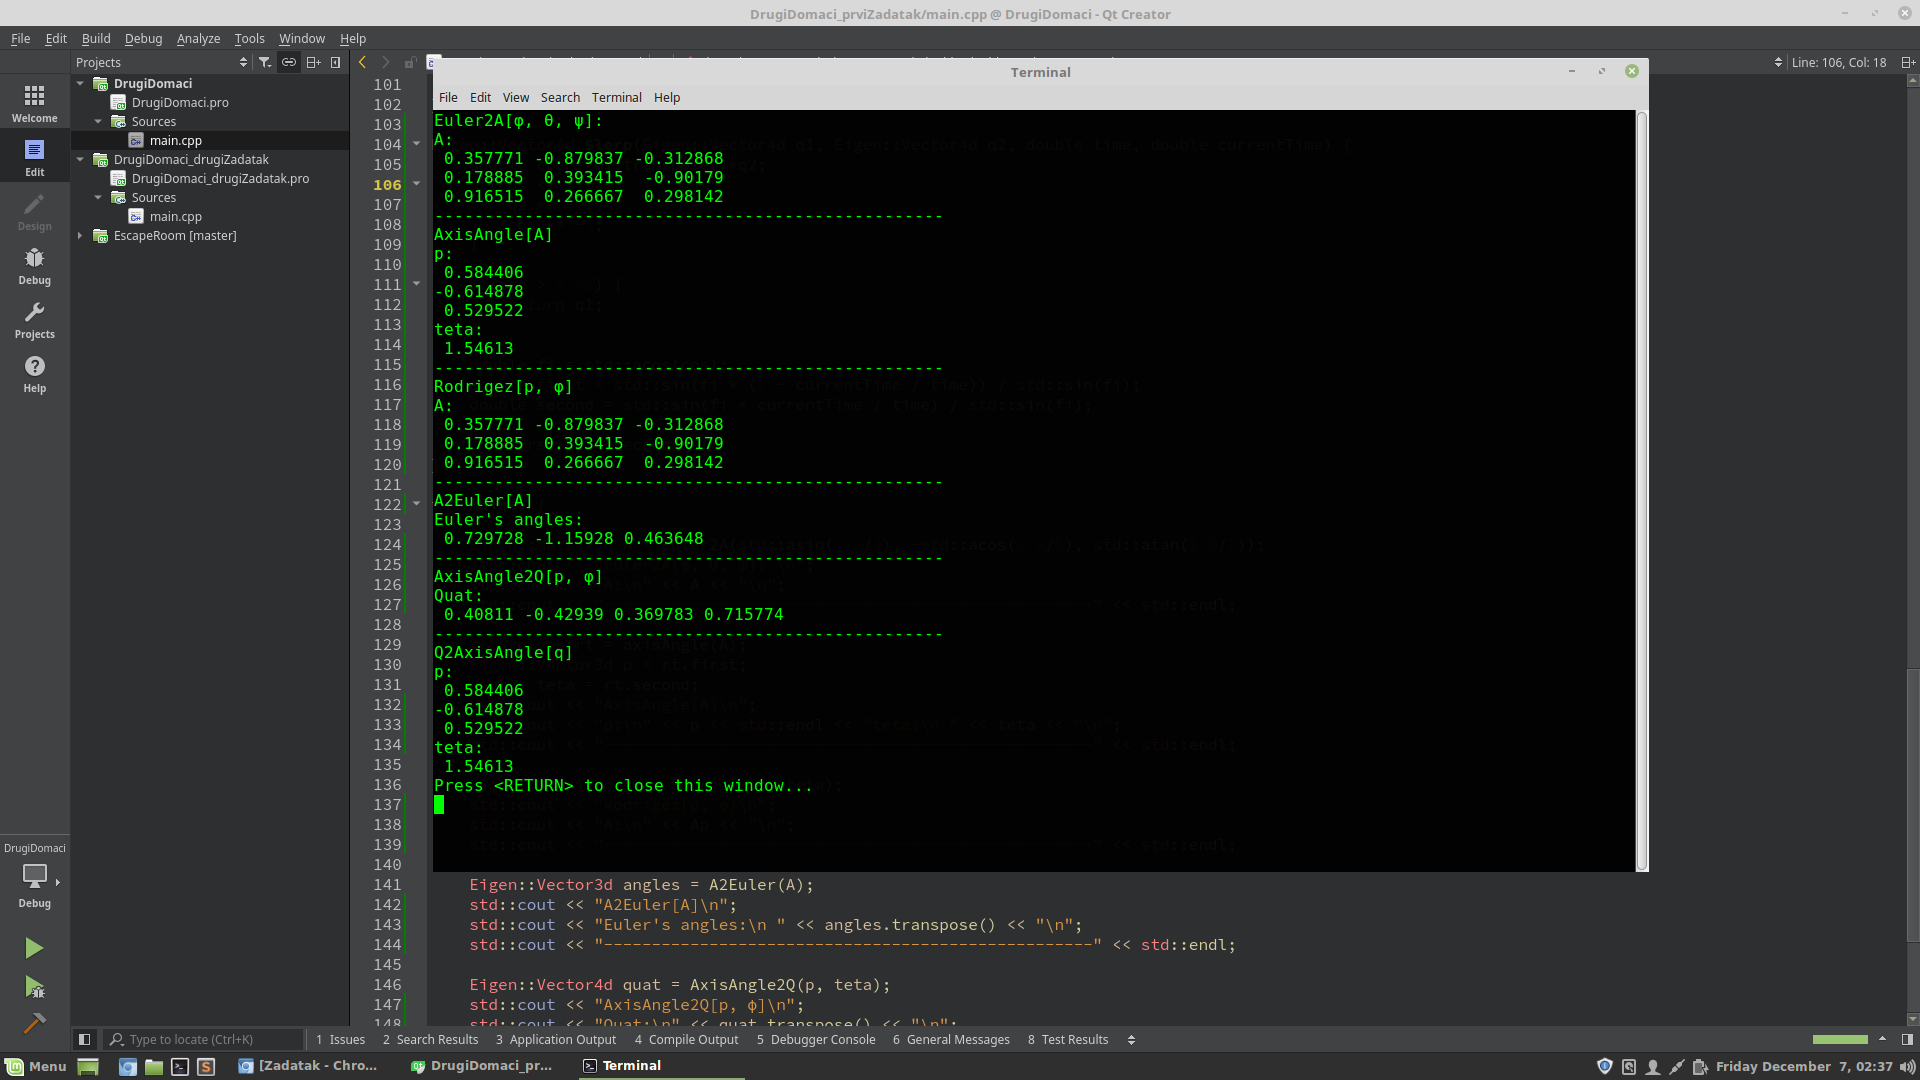 DrugiDomaci_prviZadatak/main.cpp @ DrugiDomaci - Qt Creator
File Edit Build Debug Analyze Tools Window Help
Projects
Line: 106, Col: 18
Welcome
Edit
Design
Debug
Projects
Help
DrugiDomaci
Debug
DrugiDomaci
DrugiDomaci.pro
Sources
main.cpp
DrugiDomaci_drugiZadatak
DrugiDomaci_drugiZadatak.pro
Sources
main.cpp
EscapeRoom [master]
101
102
103
104
105
106
107
108
109
110
111
112
113
114
115
116
117
118
119
120
121
122
123
124
125
126
127
128
129
130
131
132
133
134
135
136
137
138
139
140
Terminal
File Edit View Search Terminal Help
Euler2A[φ, θ, ψ]:
A:
0.357771 -0.879837 -0.312868
0.178885 0.393415 -0.90179
0.916515 0.266667 0.298142
---------------------------------------------------
AxisAngle[A]
p:
0.584406
-0.614878
0.529522
teta:
1.54613
---------------------------------------------------
Rodrigez[p, φ]
A:
0.357771 -0.879837 -0.312868
0.178885 0.393415 -0.90179
0.916515 0.266667 0.298142
---------------------------------------------------
A2Euler[A]
Euler's angles:
0.729728 -1.15928 0.463648
---------------------------------------------------
AxisAngle2Q[p, φ]
Quat:
0.40811 -0.42939 0.369783 0.715774
---------------------------------------------------
Q2AxisAngle[q]
p:
0.584406
-0.614878
0.529522
teta:
1.54613
Press <RETURN> to close this window...
141 Eigen::Vector3d angles = A2Euler(A);
142 std::cout << "A2Euler[A]\n";
143 std::cout << "Euler's angles:\n " << angles.transpose() << "\n";
144 std::cout << "---------------------------------------------------" << std::endl;
145
146 Eigen::Vector4d quat = AxisAngle2Q(p, teta);
147 std::cout << "AxisAngle2Q[p, φ]\n";
148 std::cout << "Quat:\n" << quat.transpose() << "\n";
Type to locate (Ctrl+K) 1 Issues 2 Search Results 3 Application Output 4 Compile Output 5 Debugger Console 6 General Messages 8 Test Results
Menu [Zadatak - Chro... DrugiDomaci_pr... Terminal Friday December 7, 02:37